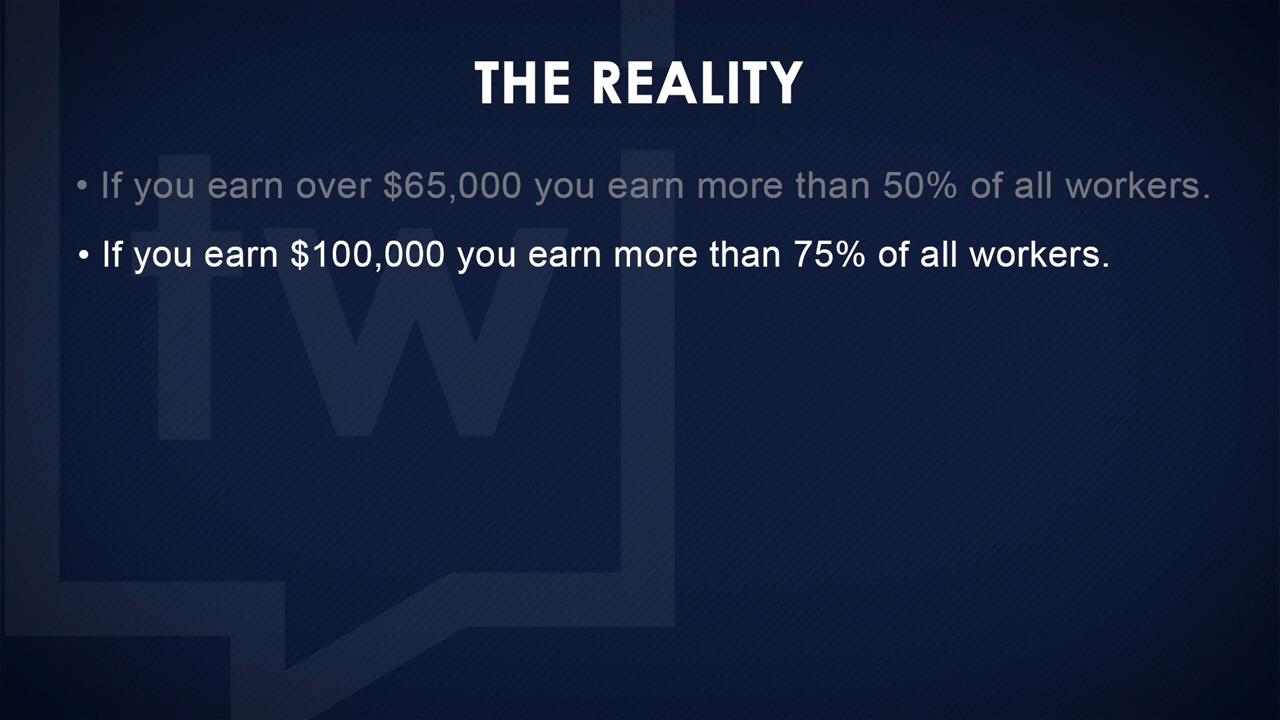 THE REALITY
• If you earn over $65,000 you earn more than 50% of all workers.
• If you earn $100,000 you earn more than 75% of all workers.
tw